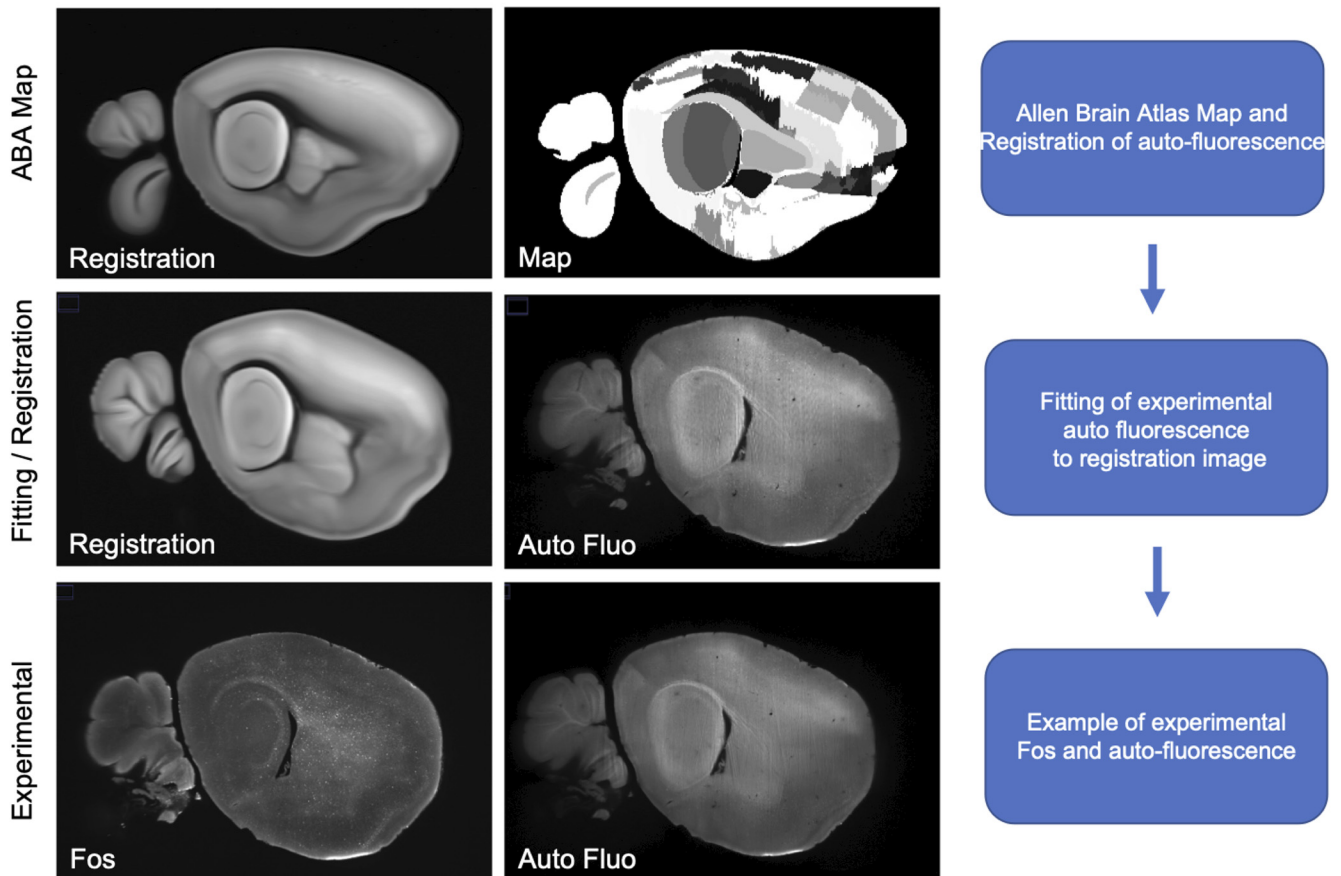 ABA Map
Registration
Map
Allen Brain Atlas Map and
Registration of auto-fluorescence
Fitting / Registration
Registration
Auto Fluo
Fitting of experimental
auto fluorescence
to registration image
Experimental
Fos
Auto Fluo
Example of experimental
Fos and auto-fluorescence